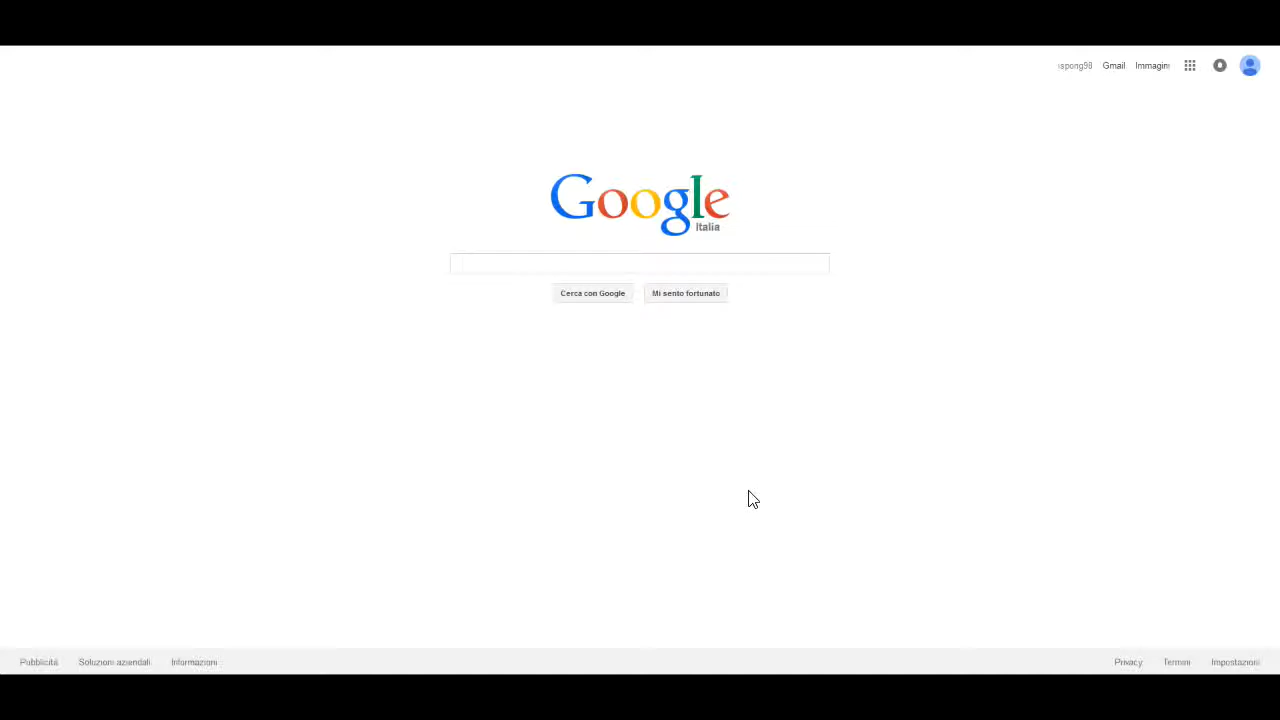 Gmail Immagini
Google
Italia
Cerca con Google Mi sento fortunato
Pubblicità Soluzioni aziendali Informazioni Privacy Termini Impostazioni